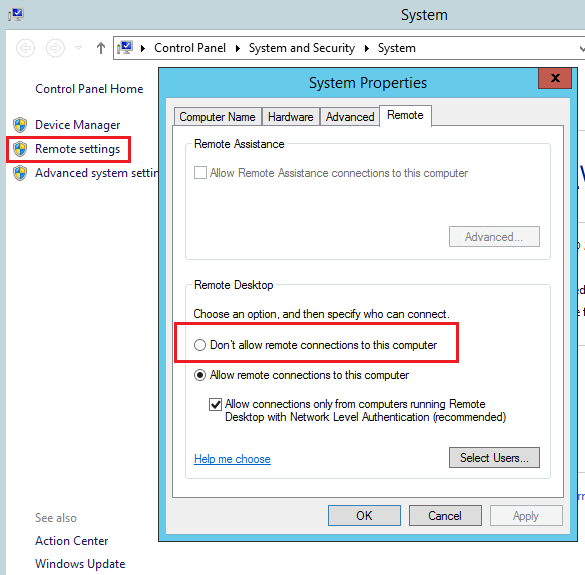 System
Control Panel
System and Security
System
Control Panel Home
Device Manager
Remote settings
Advanced system settin
System Properties
x
Computer Name
Hardware
Advanced
Remote
Remote Assistance
Allow Remote Assistance connections to this computer
Advanced...
Remote Desktop
Choose an option, and then specify who can connect.
Don't allow remote connections to this computer
Allow remote connections to this computer
Allow connections only from computers running Remote
Desktop with Network Level Authentication (recommended)
Help me choose
Select Users...
OK
Cancel
Apply
See also
Action Center
Windows Update